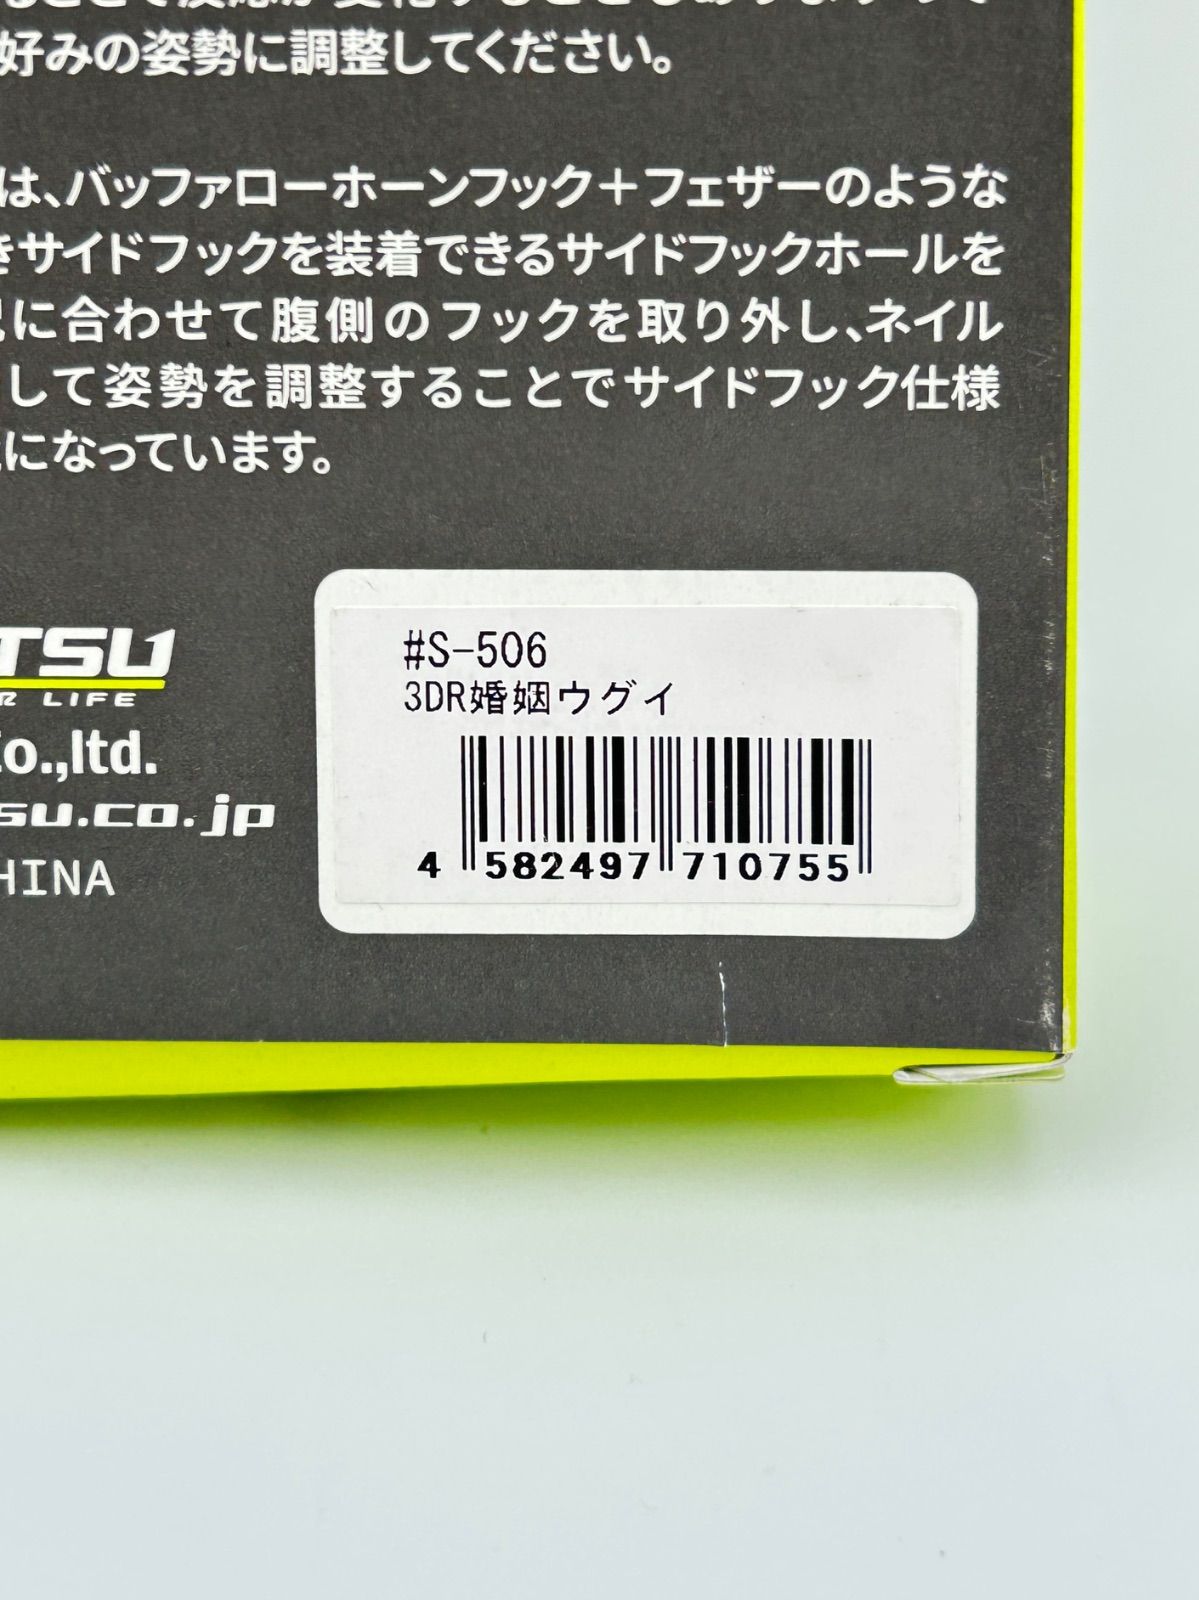 好みの姿勢に調整してください。
は、バッファローホーンフック＋フェザーのような
きサイドフックを装着できるサイドフックホールを
に合わせて腹側のフックを取り外し、ネイル
して姿勢を調整することでサイドフック仕様
になっています。
TSU
R LIFE
Co.,ltd.
su.co.jp
HINA
#S-506
3DR婚姻ウグイ
4 582497 710755